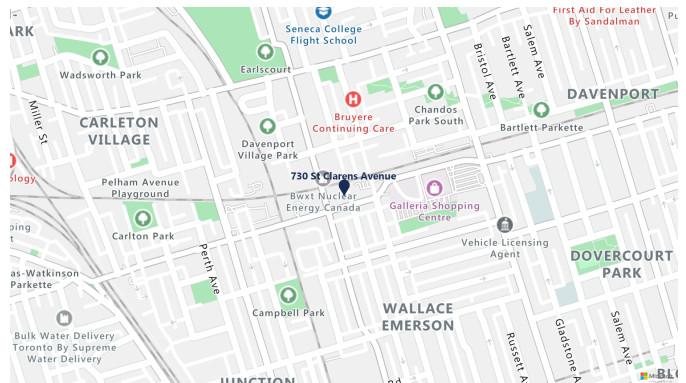 First Aid For Leather
By Sandalman
Seneca College
Flight School
ARK
Salem Ave
Bartlett Ave
Bristol Ave
Wadsworth Park
Earlscourt
DAVENPORT
Miller St
CARLETON
VILLAGE
Bruyere
Continuing Care
Chandos
Park South
Bartlett Parkette
Davenport
Village Park
ology
730 St Clarens Avenue
Pelham Avenue
Playground
Bwxt Nuclear
Energy Canada
Galleria Shopping
Centre
ping
Carlton Park
Vehicle Licensing
Agent
Perth Ave
DOVERCOURT
PARK
as-Watkinson
Parkette
Campbell Park
WALLACE
EMERSON
Bulk Water Delivery
Toronto By Supreme
Water Delivery
Russett A
Gladstone A
Salem Ave
JUNCTION
nd
BLO